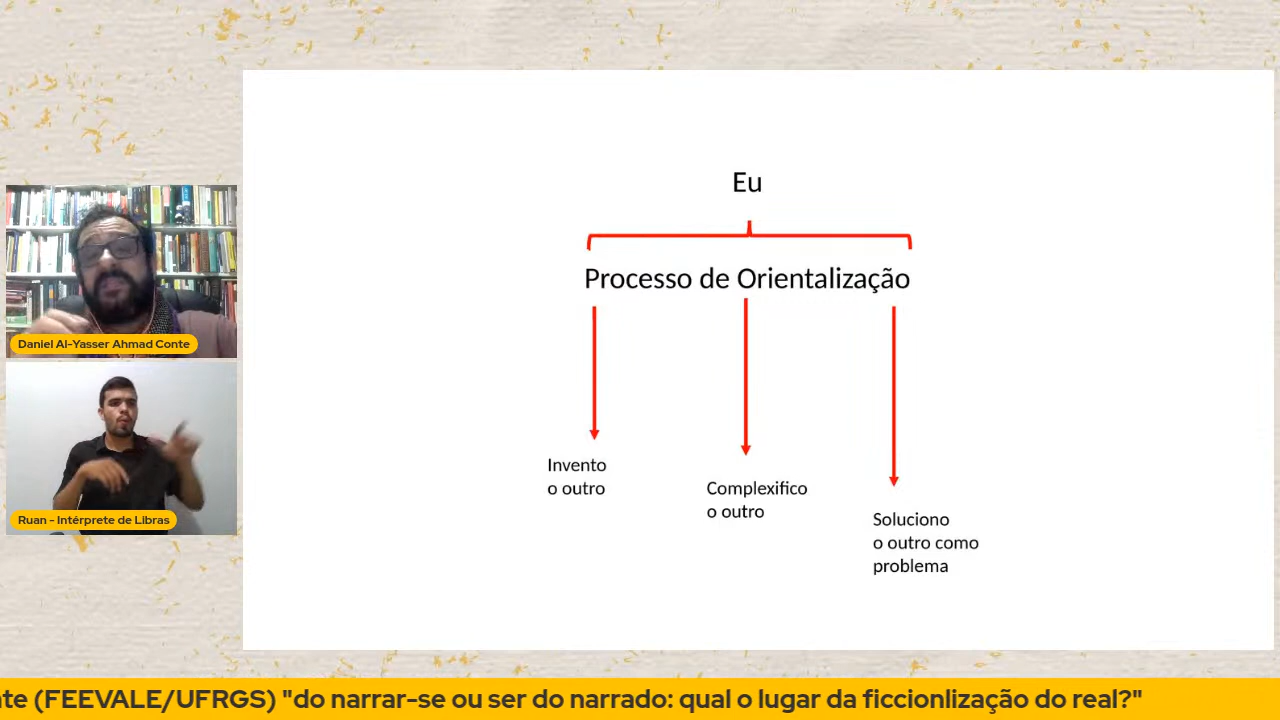 Eu
Processo de Orientalização
Invento
o outro
Complexifico
o outro
Soluciono
o outro como
problema
Daniel Al-Yasser Ahmad Conte
Ruan - Intérprete de Libras
nte (FEEVALE/UFRGS) "do narrar-se ou ser do narrado: qual o lugar da ficcionlização do real?"